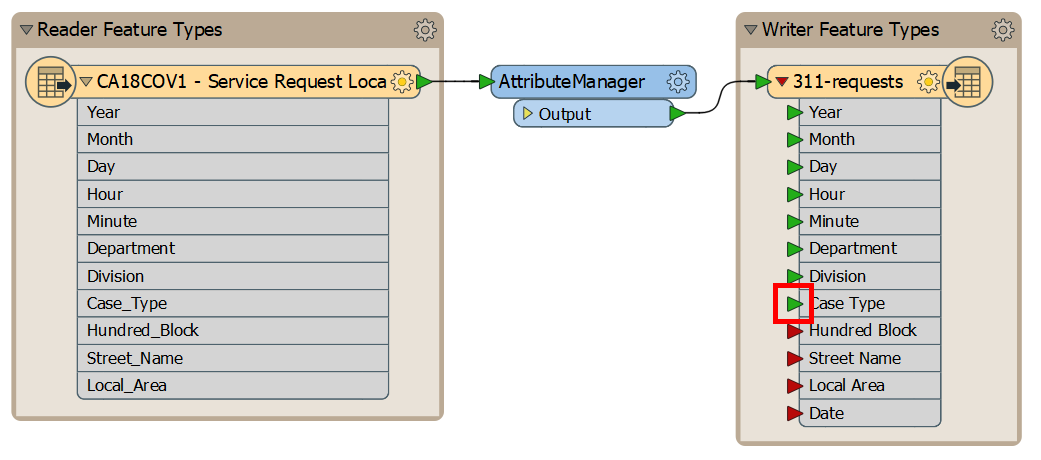 Reader Feature Types
CA18COV1 - Service Request Loca
Year
Month
Day
Hour
Minute
Department
Division
Case_Type
Hundred_Block
Street_Name
Local_Area
AttributeManager
Output
Writer Feature Types
311-requests
Year
Month
Day
Hour
Minute
Department
Division
Case Type
Hundred Block
Street Name
Local Area
Date